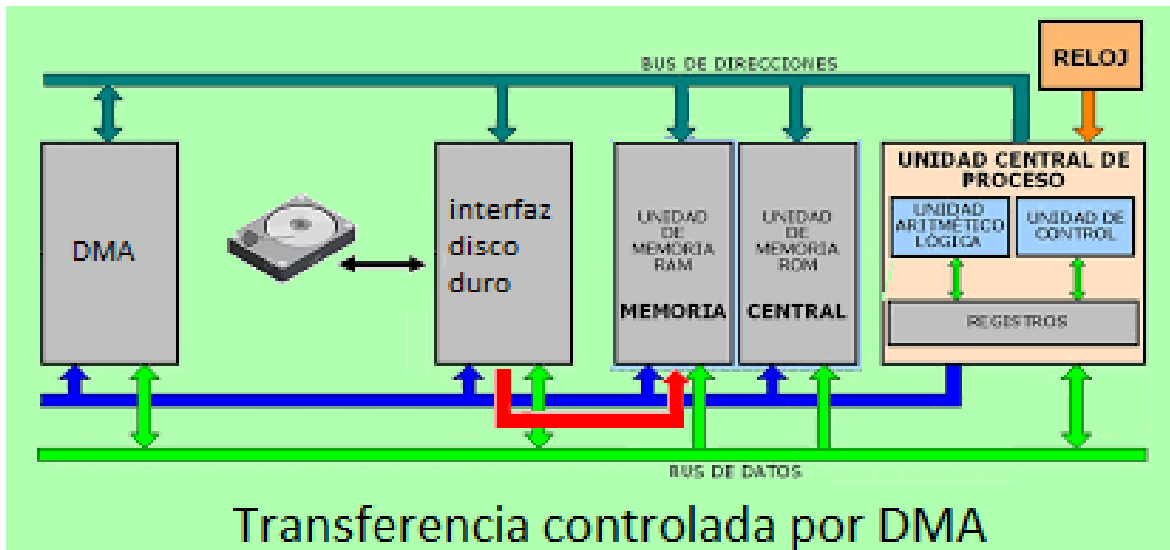 BUS DE DIRECCIONES
RELOJ
DMA
interfaz
disco
duro
UNIDAD
DE
MEMORIA
RAM
MEMORIA
UNIDAD
DE
MEMORIA
ROM
CENTRAL
UNIDAD CENTRAL DE
PROCESO
UNIDAD
ARITMÉTICO
LÓGICA
UNIDAD DE
CONTROL
REGISTROS
BUS DE DATOS
Transferencia controlada por DMA